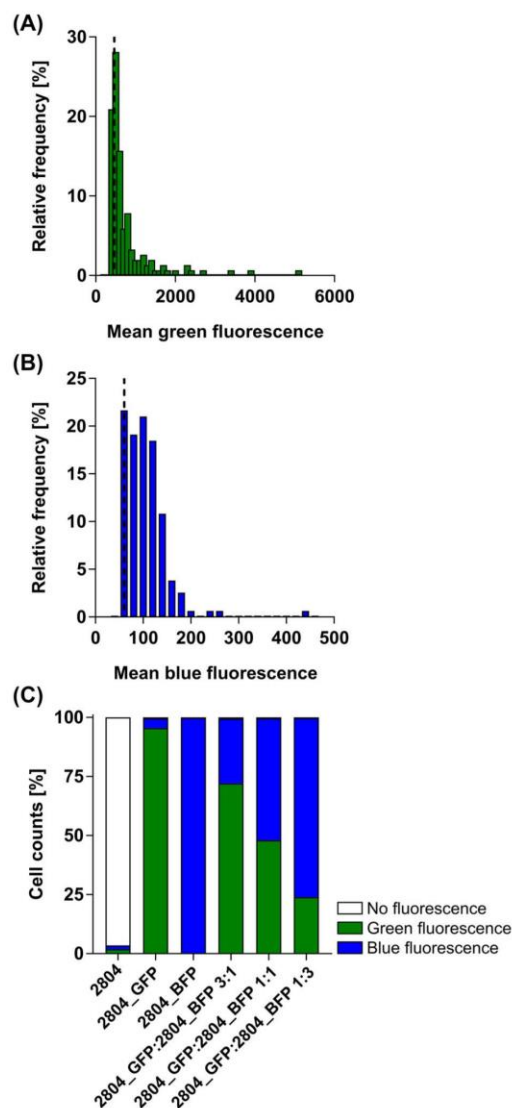 (A)
Relative frequency [%]
30
20
10
0
0 2000 4000 6000
Mean green fluorescence
(B)
Relative frequency [%]
25
20
15
10
5
0
0 100 200 300 400 500
Mean blue fluorescence
(C)
Cell counts [%]
100
75
50
25
0
No fluorescence
Green fluorescence
Blue fluorescence
2804
2804_GFP
2804_BFP
2804_GFP:2804_BFP 3:1
2804_GFP:2804_BFP 1:1
2804_GFP:2804_BFP 1:3